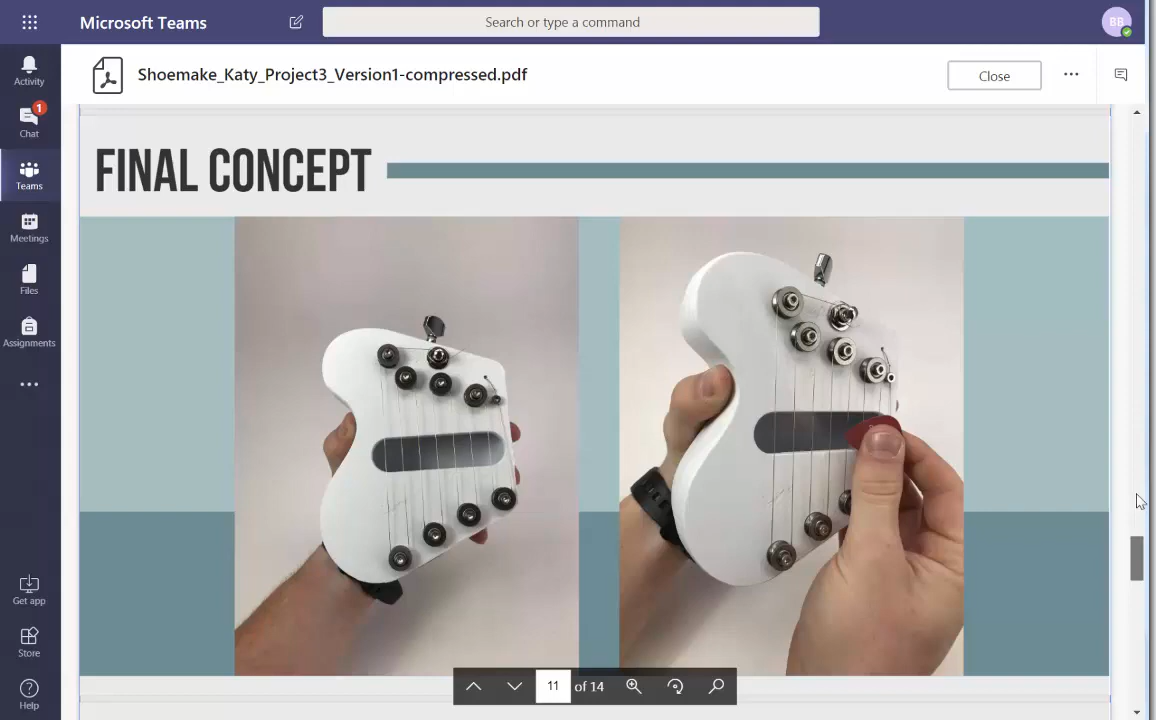 Microsoft Teams
Search or type a command
BB
Activity
Shoemake_Katy_Project3_Version1-compressed.pdf
Close
1
Chat
Teams
Meetings
Files
Assignments
FINAL CONCEPT
Get app
Store
Help
11 of 14